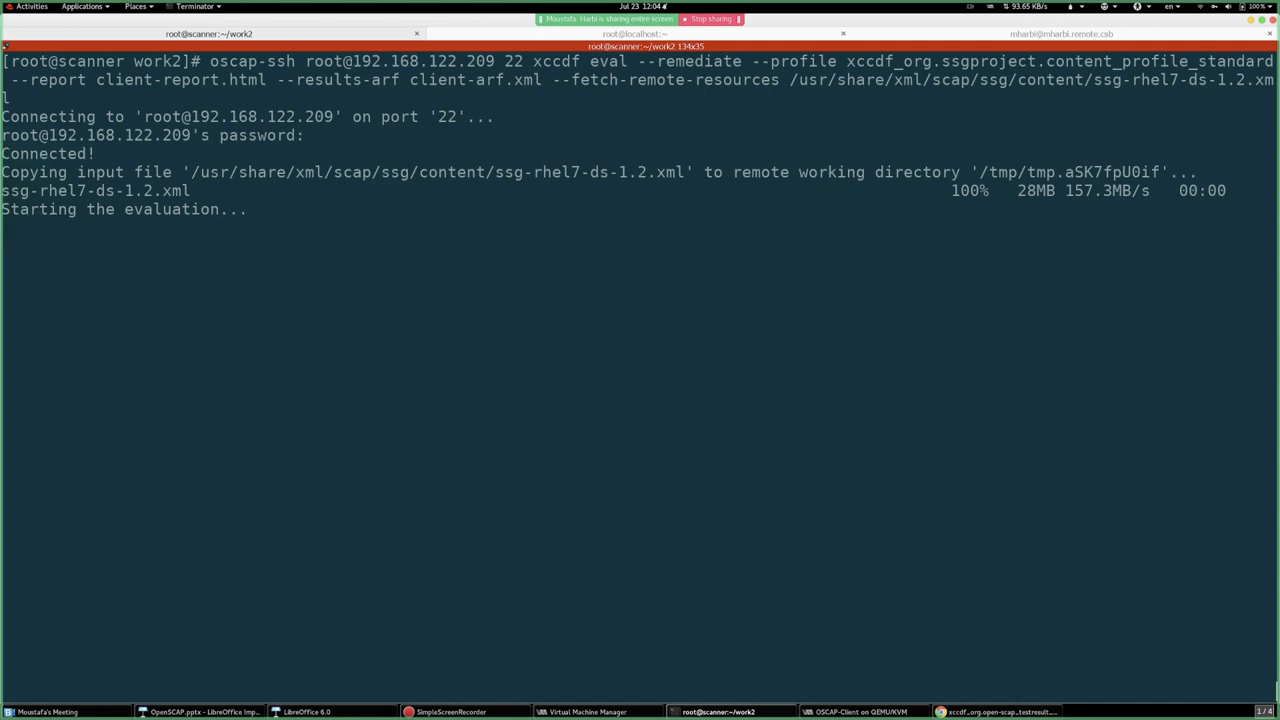 Activities Applications Places Terminator Jul 23 12:04 93.65 KB/s en 100%
Moustafa Harbi is sharing entire screen Stop sharing
root@scanner:~/work2 root@localhost:~ mharbi@mharbi.remote.csb
root@scanner:~/work2 134x35
[root@scanner work2]# oscap-ssh root@192.168.122.209 22 xccdf eval --remediate --profile xccdf_org.ssgproject.content_profile_standard
--report client-report.html --results-arf client-arf.xml --fetch-remote-resources /usr/share/xml/scap/ssg/content/ssg-rhel7-ds-1.2.xm
l
Connecting to 'root@192.168.122.209' on port '22'...
root@192.168.122.209's password:
Connected!
Copying input file '/usr/share/xml/scap/ssg/content/ssg-rhel7-ds-1.2.xml' to remote working directory '/tmp/tmp.aSK7fpU0if'...
ssg-rhel7-ds-1.2.xml 100% 28MB 157.3MB/s 00:00
Starting the evaluation...
Moustafa's Meeting OpenSCAP.pptx - LibreOffice Imp... LibreOffice 6.0 SimpleScreenRecorder Virtual Machine Manager root@scanner:~/work2 OSCAP-Client on QEMU/KVM xccdf_org.open-scap_testresult_... 1 / 4